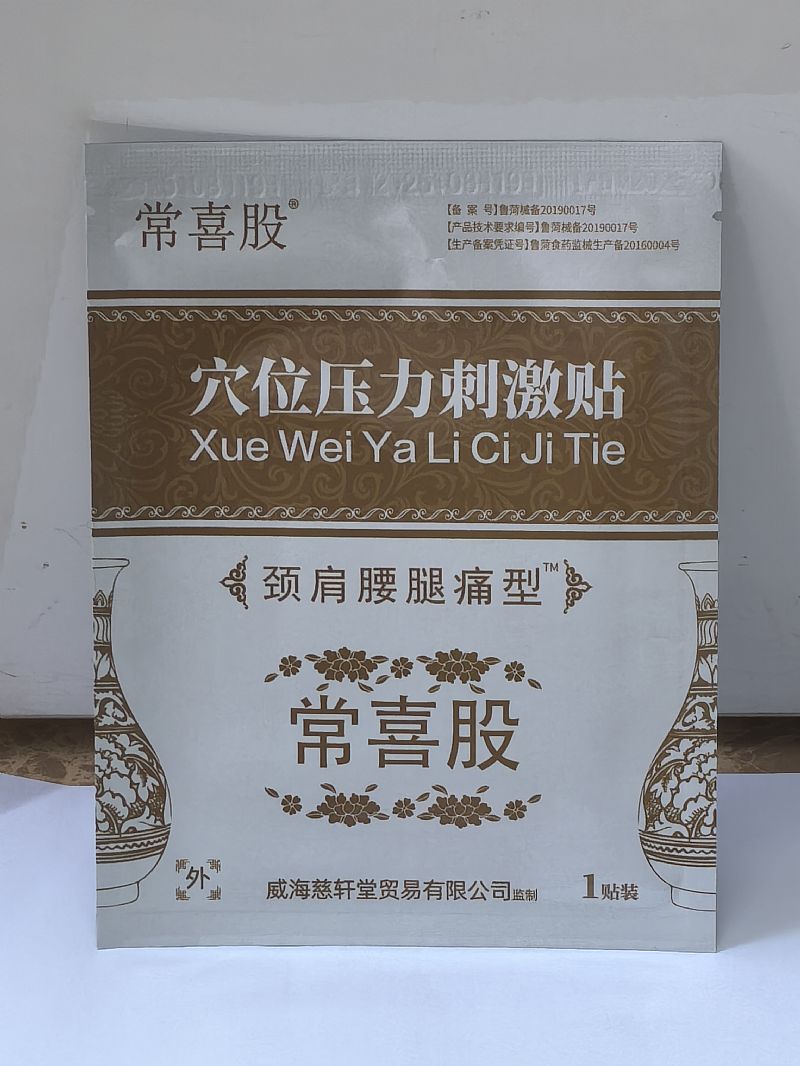 常喜股®
【备 案 号】鲁菏械备20190017号
【产品技术要求编号】鲁菏械备20190017号
【生产备案凭证号】鲁菏食药监械生产备20160004号
穴位压力刺激贴
Xue Wei Ya Li Ci Ji Tie
颈肩腰腿痛型™
常喜股
外
威海慈轩堂贸易有限公司监制
1贴装